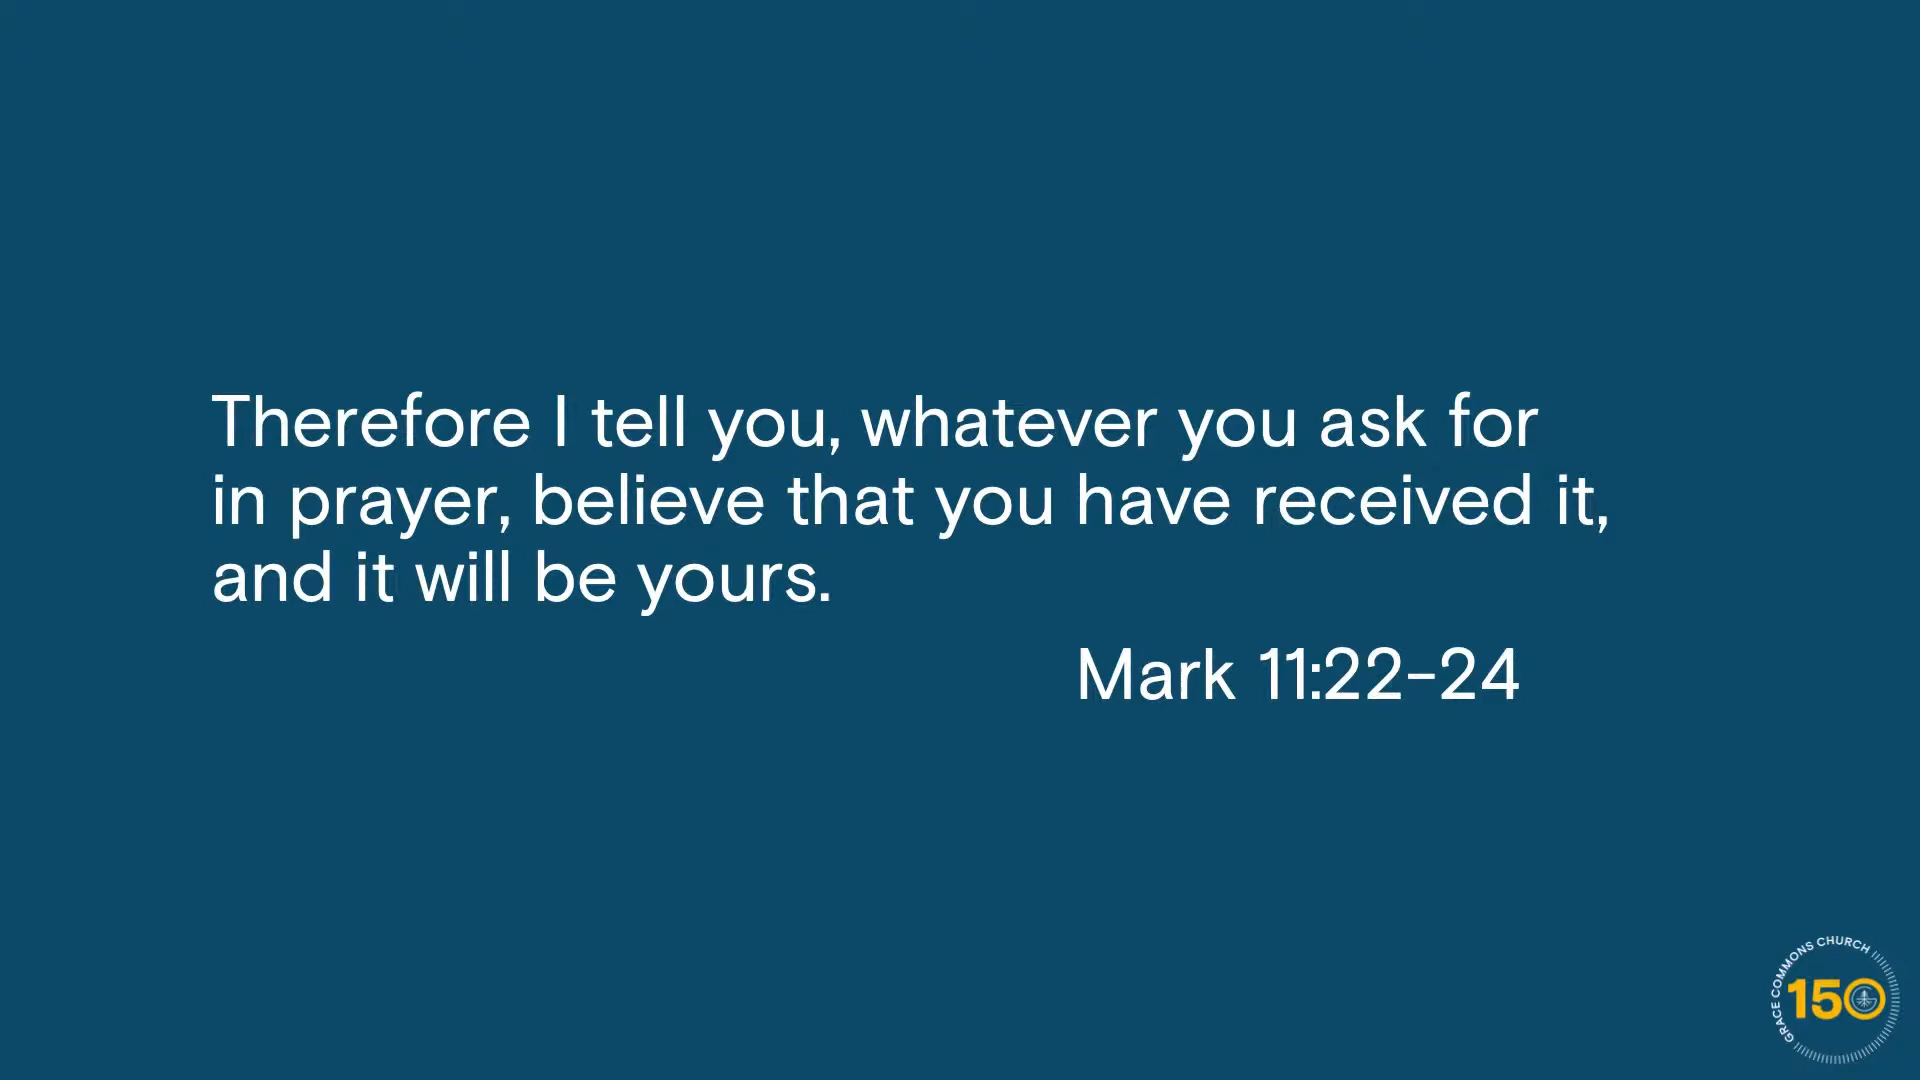 Therefore I tell you, whatever you ask for
in prayer, believe that you have received it,
and it will be yours.
Mark 11:22-24
GRACE COMMONS CHURCH
150